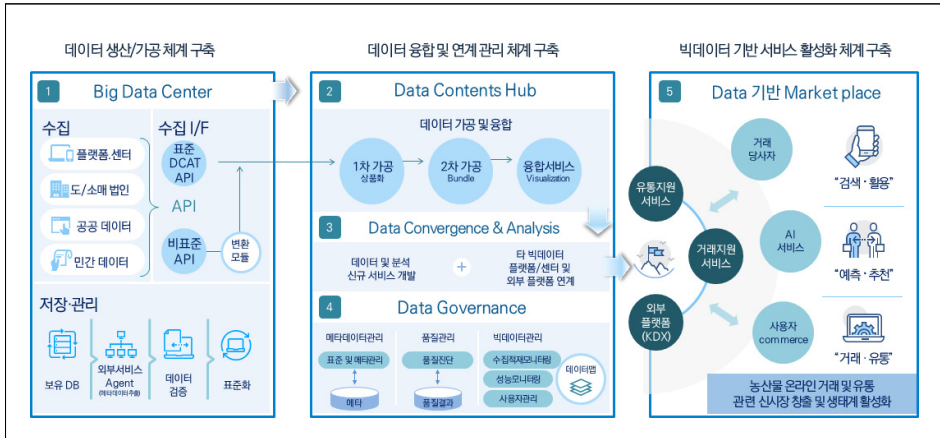 데이터 생산/가공 체계 구축
데이터 융합 및 연계 관리 체계 구축
빅데이터 기반 서비스 활성화 체계 구축
1
Big Data Center
수집
플랫폼.센터
도/소매 법인
공공 데이터
민간 데이터
API
수집 I/F
표준
DCAT
API
비표준
API
변환
모듈
저장·관리
보유 DB
외부서비스
Agent
(메타데이터추출)
데이터
검증
표준화
2
Data Contents Hub
데이터 가공 및 융합
1차 가공
상품화
2차 가공
Bundle
융합서비스
Visualization
3
Data Convergence & Analysis
데이터 및 분석
신규 서비스 개발
+
타 빅데이터
플랫폼/센터 및
외부 플랫폼 연계
4
Data Governance
메타데이터관리
표준 및 메타관리
메타
품질관리
품질진단
품질결과
빅데이터관리
수집적재모니터링
성능모니터링
사용자관리
데이터맵
5
Data 기반 Market place
유통지원
서비스
거래지원
서비스
외부
플랫폼
(KDX)
거래
당사자
AI
서비스
사용자
commerce
"검색·활용"
"예측·추천"
"거래·유통"
농산물 온라인 거래 및 유통
관련 신시장 창출 및 생태계 활성화